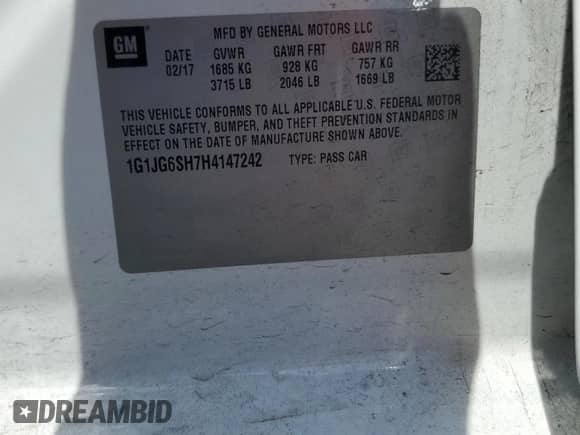 GM
MFD BY GENERAL MOTORS LLC
DATE GVWR GAWR FRT GAWR RR
02/17 1685 KG 928 KG 757 KG
3715 LB 2046 LB 1669 LB
THIS VEHICLE CONFORMS TO ALL APPLICABLE U.S. FEDERAL MOTOR
VEHICLE SAFETY, BUMPER, AND THEFT PREVENTION STANDARDS IN
EFFECT ON THE DATE OF MANUFACTURE SHOWN ABOVE.
1G1JG6SH7H4147242 TYPE: PASS CAR
DREAMBID